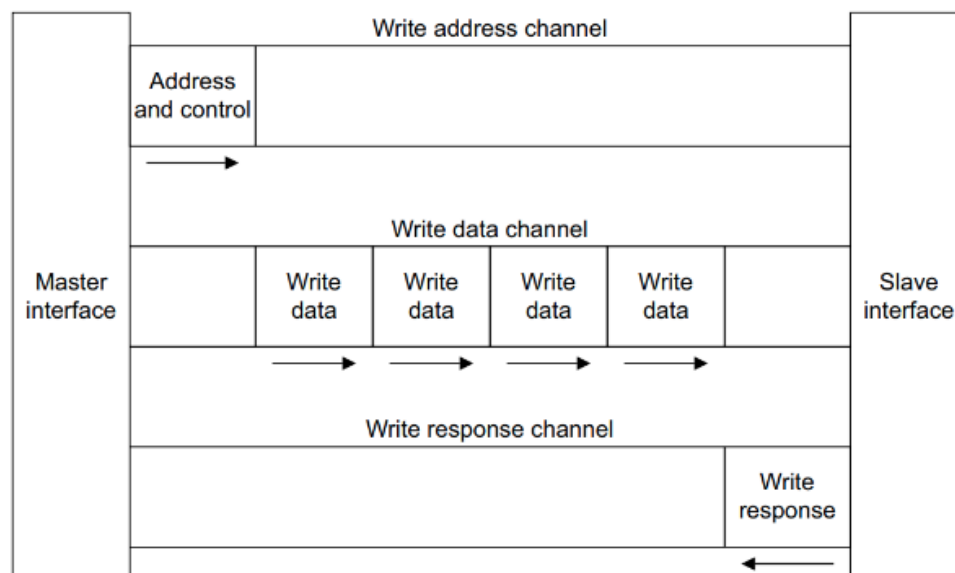 Write address channel
Address
and control
Write data channel
Master
interface
Write
data
Write
data
Write
data
Write
data
Slave
interface
Write response channel
Write
response